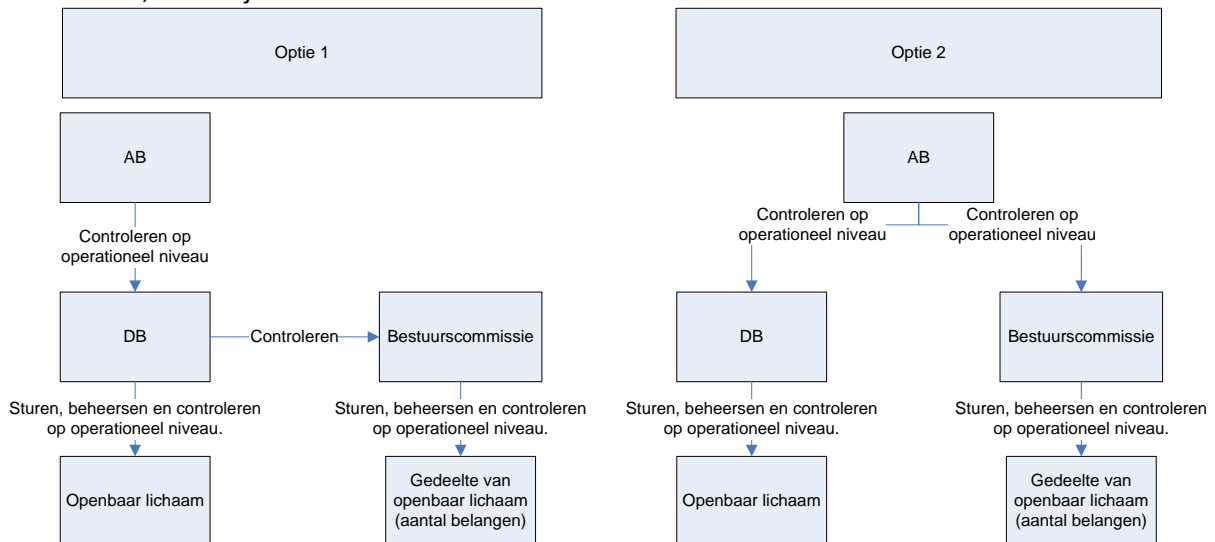 Optie 1
AB
Controleren op
operationeel niveau
DB
Controleren
Bestuurscommissie
Sturen, beheersen en controleren
op operationeel niveau.
Sturen, beheersen en controleren
op operationeel niveau.
Openbaar lichaam
Gedeelte van
openbaar lichaam
(aantal belangen)
Optie 2
AB
Controleren op
operationeel niveau
Controleren op
operationeel niveau
DB
Bestuurscommissie
Sturen, beheersen en controleren
op operationeel niveau.
Sturen, beheersen en controleren
op operationeel niveau.
Openbaar lichaam
Gedeelte van
openbaar lichaam
(aantal belangen)